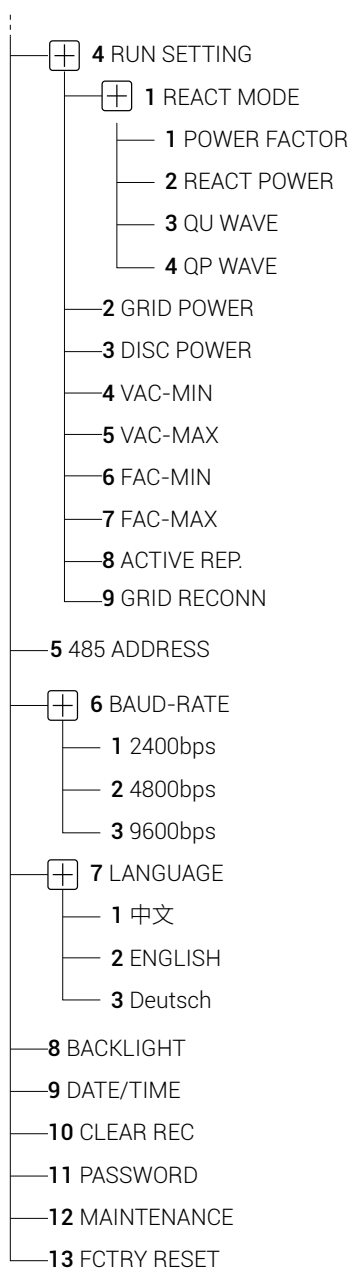 4 RUN SETTING
1 REACT MODE
1 POWER FACTOR
2 REACT POWER
3 QU WAVE
4 QP WAVE
2 GRID POWER
3 DISC POWER
4 VAC-MIN
5 VAC-MAX
6 FAC-MIN
7 FAC-MAX
8 ACTIVE REP.
9 GRID RECONN
5 485 ADDRESS
6 BAUD-RATE
1 2400bps
2 4800bps
3 9600bps
7 LANGUAGE
1 中文
2 ENGLISH
3 Deutsch
8 BACKLIGHT
9 DATE/TIME
10 CLEAR REC
11 PASSWORD
12 MAINTENANCE
13 FCTRY RESET